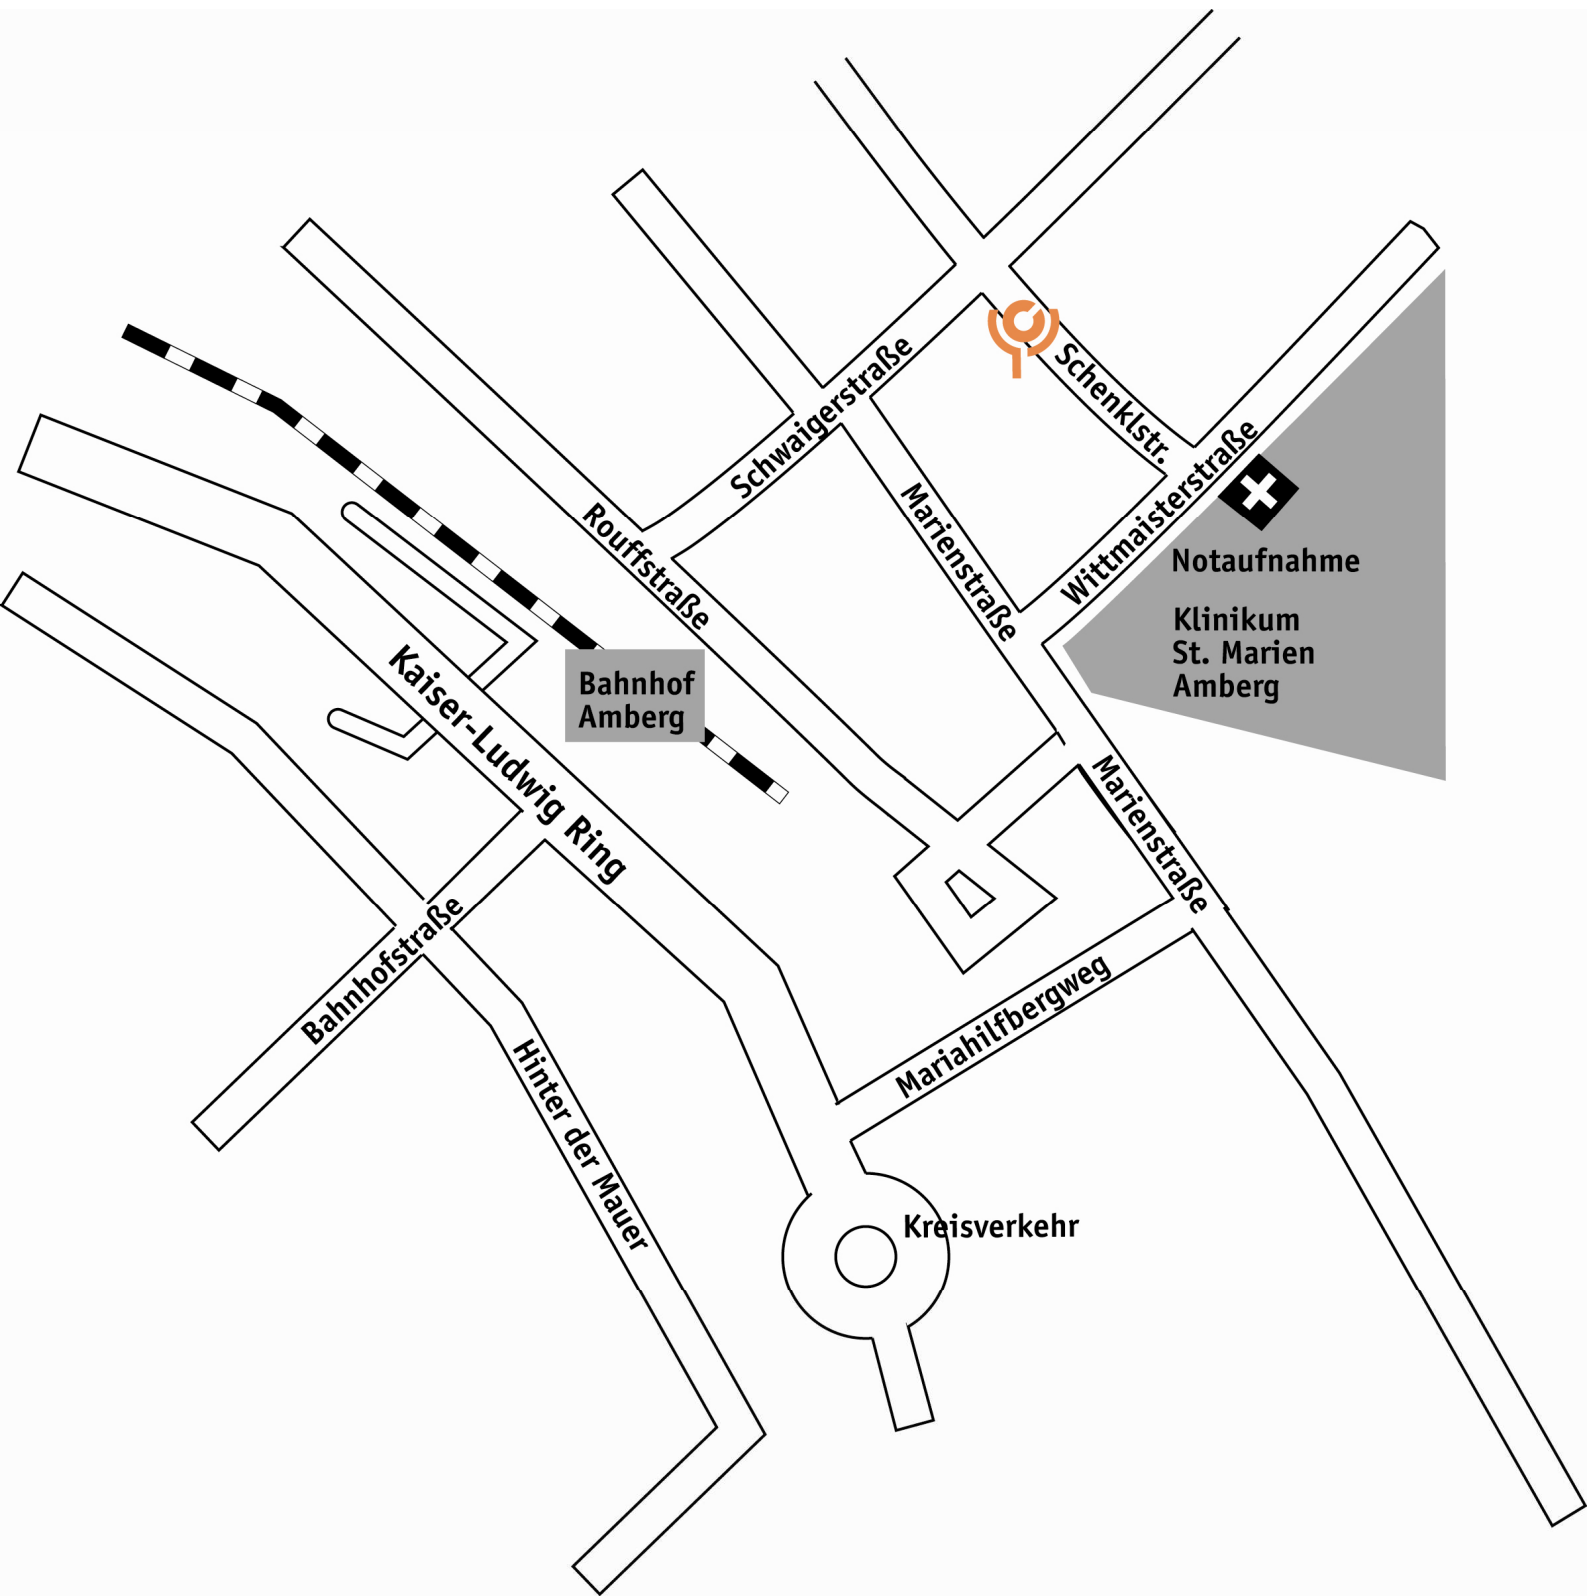 Schwaigerstraße
Schenklstr.
Wittmaisterstraße
Rouffstraße
Marienstraße
Notaufnahme
Klinikum
St. Marien
Amberg
Bahnhof
Amberg
Kaiser-Ludwig Ring
Marienstraße
Bahnhofstraße
Mariahilfbergweg
Hinter der Mauer
Kreisverkehr